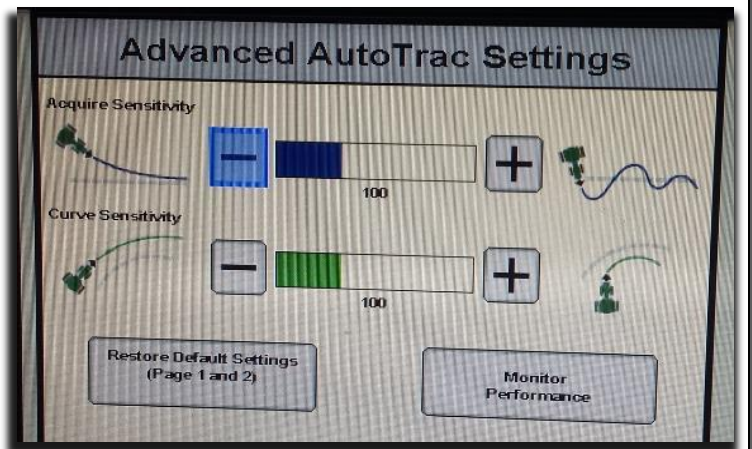 Advanced AutoTrac Settings
Acquire Sensitivity
−
+
100
Curve Sensitivity
−
+
100
Restore Default Settings
(Page 1 and 2)
Monitor
Performance